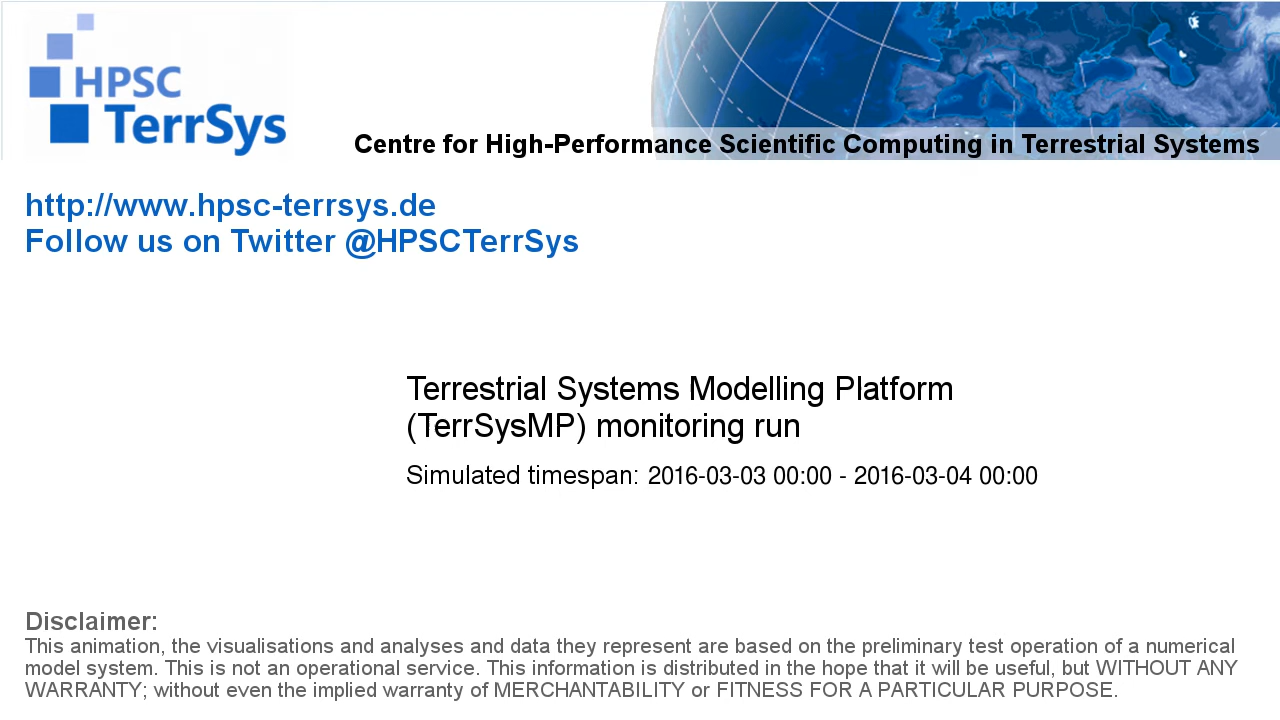 HPSC
TerrSys
Centre for High-Performance Scientific Computing in Terrestrial Systems
http://www.hpsc-terrsys.de
Follow us on Twitter @HPSCTerrSys
Terrestrial Systems Modelling Platform
(TerrSysMP) monitoring run
Simulated timespan: 2016-03-03 00:00 - 2016-03-04 00:00
Disclaimer:
This animation, the visualisations and analyses and data they represent are based on the preliminary test operation of a numerical
model system. This is not an operational service. This information is distributed in the hope that it will be useful, but WITHOUT ANY
WARRANTY; without even the implied warranty of MERCHANTABILITY or FITNESS FOR A PARTICULAR PURPOSE.